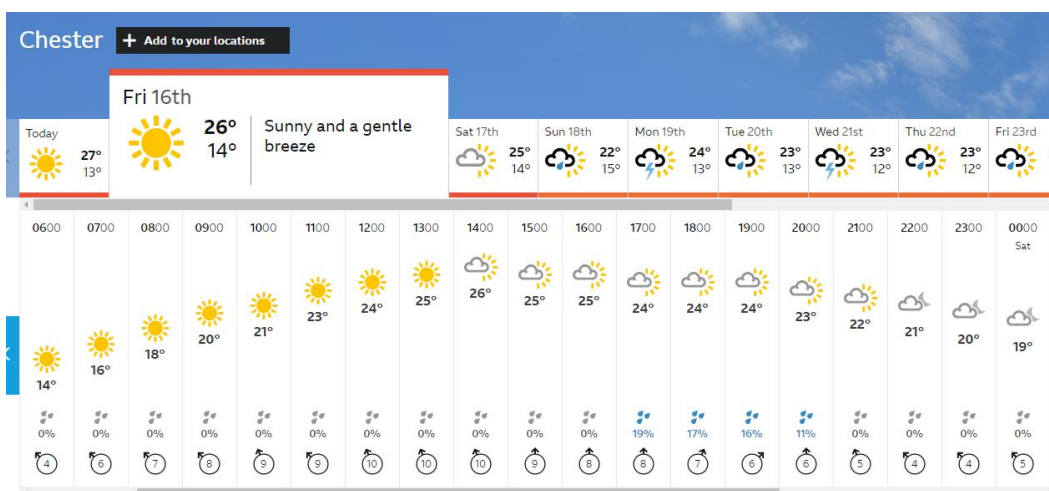 Chester + Add to your locations
Fri 16th
26°
14°
Sunny and a gentle
breeze
Today
27°
13°
Sat 17th
25°
14°
Sun 18th
22°
15°
Mon 19th
24°
13°
Tue 20th
23°
13°
Wed 21st
23°
12°
Thu 22nd
23°
12°
Fri 23rd
0600 0700 0800 0900 1000 1100 1200 1300 1400 1500 1600 1700 1800 1900 2000 2100 2200 2300 0000
Sat
14° 16° 18° 20° 21° 23° 24° 25° 26° 25° 25° 24° 24° 24° 23° 22° 21° 20° 19°
0% 0% 0% 0% 0% 0% 0% 0% 0% 0% 0% 19% 17% 16% 11% 0% 0% 0% 0%
4 6 7 8 9 9 10 10 10 9 8 8 7 6 6 5 4 4 5